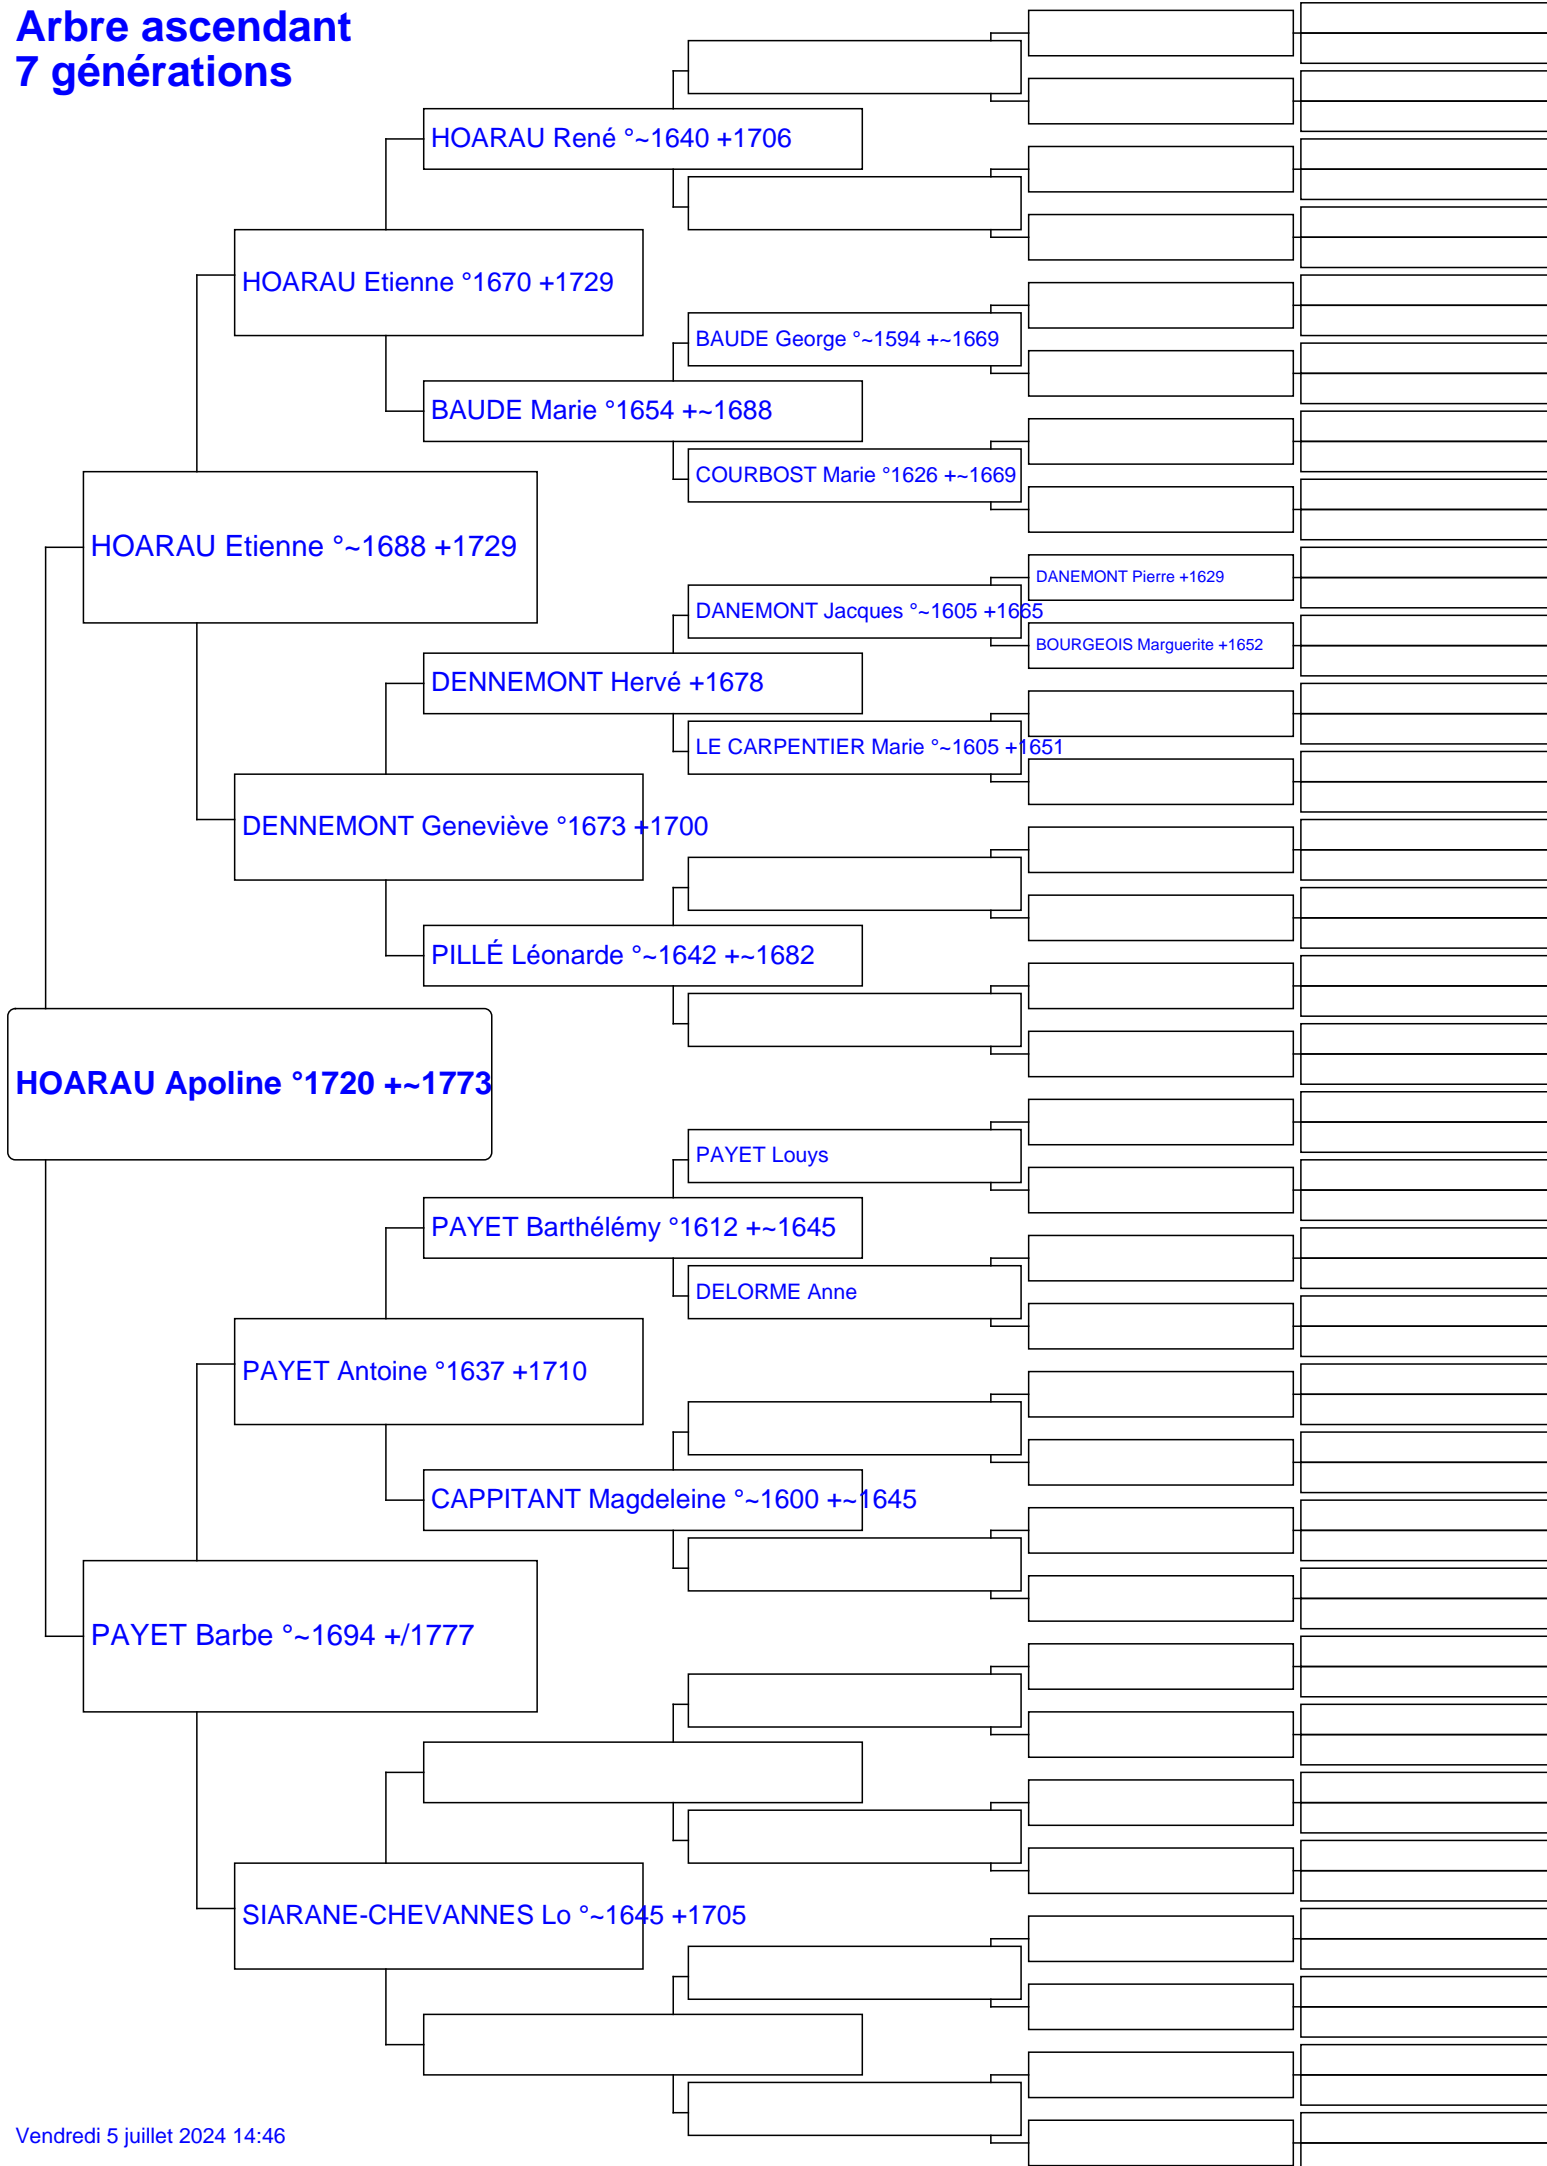 Arbre ascendant
7 générations
HOARAU René °~1640 +1706
HOARAU Etienne °1670 +1729
BAUDE George °~1594 +~1669
BAUDE Marie °1654 +~1688
COURBOST Marie °1626 +~1669
HOARAU Etienne °~1688 +1729
DANEMONT Pierre +1629
DANEMONT Jacques °~1605 +1665
BOURGEOIS Marguerite +1652
DENNEMONT Hervé +1678
LE CARPENTIER Marie °~1605 +1651
DENNEMONT Geneviève °1673 +1700
PILLÉ Léonarde °~1642 +~1682
HOARAU Apoline °1720 +~1773
PAYET Louys
PAYET Barthélémy °1612 +~1645
DELORME Anne
PAYET Antoine °1637 +1710
CAPPITANT Magdeleine °~1600 +~1645
PAYET Barbe °~1694 +/1777
SIARANE-CHEVANNES Lo °~1645 +1705
Vendredi 5 juillet 2024 14:46